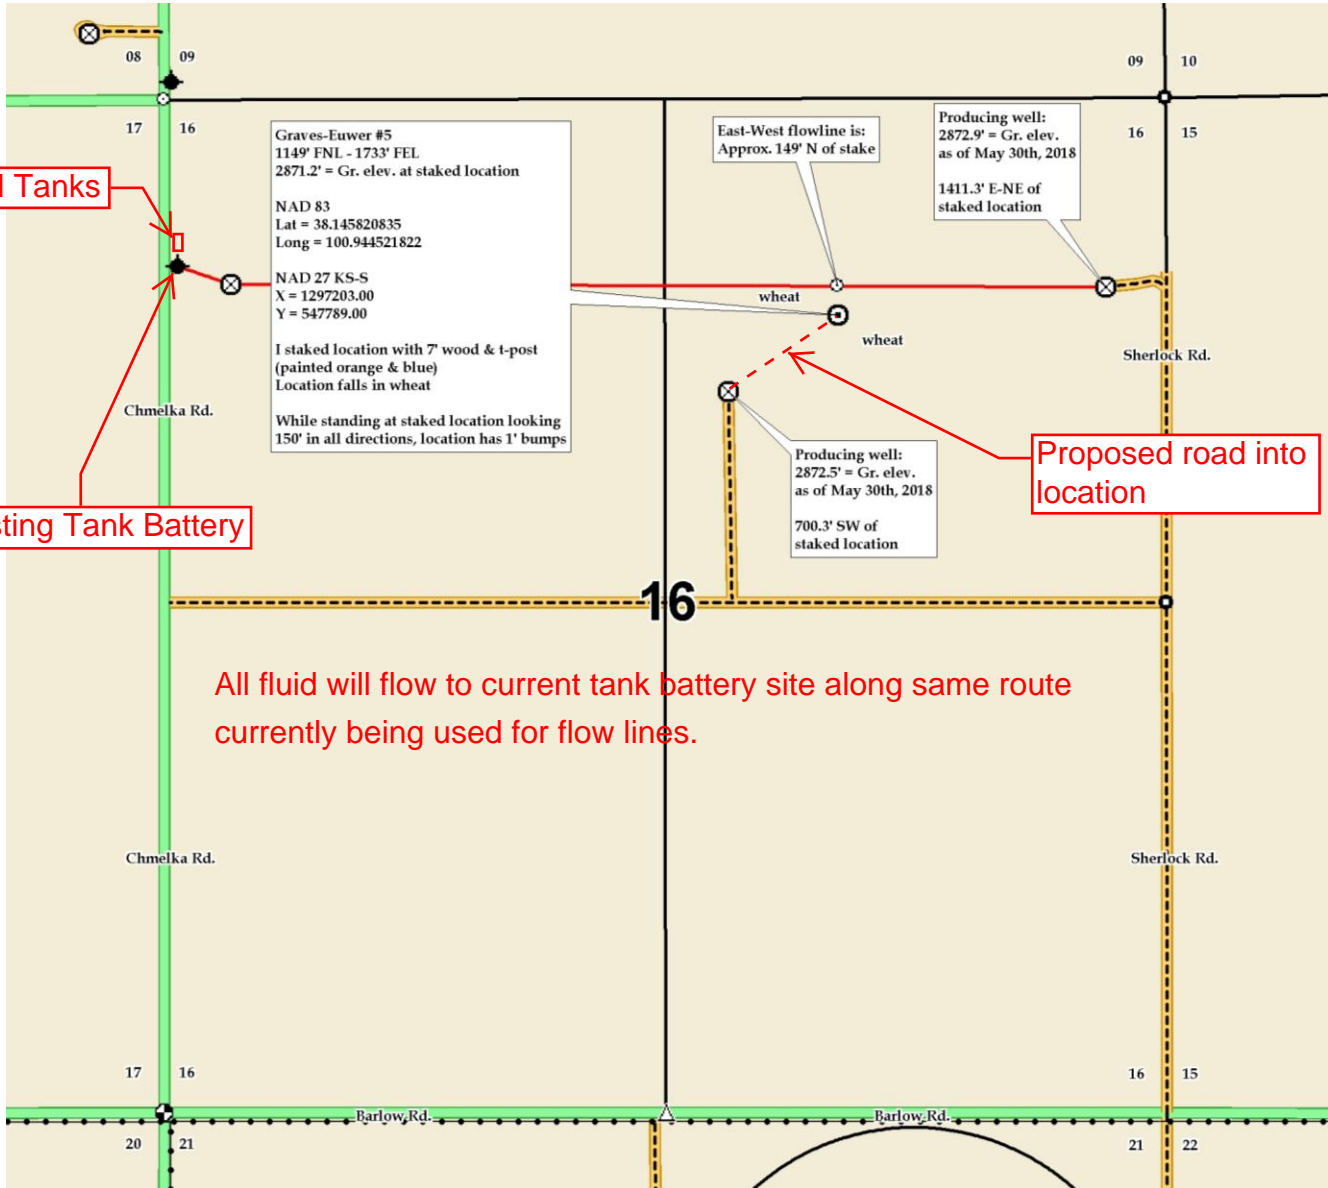 08 09
09 10
17 16
16 15
Graves-Euwer #5
1149' FNL - 1733' FEL
2871.2' = Gr. elev. at staked location
NAD 83
Lat = 38.145820835
Long = 100.944521822
NAD 27 KS-S
X = 1297203.00
Y = 547789.00
I staked location with 7' wood & t-post
(painted orange & blue)
Location falls in wheat
While standing at staked location looking
150' in all directions, location has 1' bumps
East-West flowline is:
Approx. 149' N of stake
Producing well:
2872.9' = Gr. elev.
as of May 30th, 2018
1411.3' E-NE of
staked location
Tanks
wheat
wheat
Sherlock Rd.
Chmelka Rd.
Producing well:
2872.5' = Gr. elev.
as of May 30th, 2018
700.3' SW of
staked location
Proposed road into
location
Tank Battery
16
All fluid will flow to current tank battery site along same route
currently being used for flow lines.
Chmelka Rd.
Sherlock Rd.
17 16
16 15
Barlow Rd.
Barlow Rd.
20 21
21 22